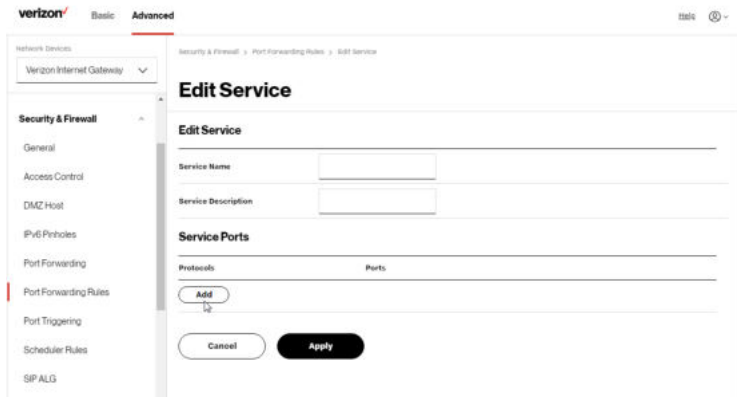 verizon✓ Basic Advanced Help
Network Devices
Verizon Internet Gateway
Security & Firewall > Port Forwarding Rules > Edit Service
Edit Service
Security & Firewall
Edit Service
General
Service Name
Access Control
DMZ Host
Service Description
IPv6 Pinholes
Service Ports
Port Forwarding
Protocols Ports
Port Forwarding Rules
Add
Port Triggering
Scheduler Rules
Cancel Apply
SIP ALG